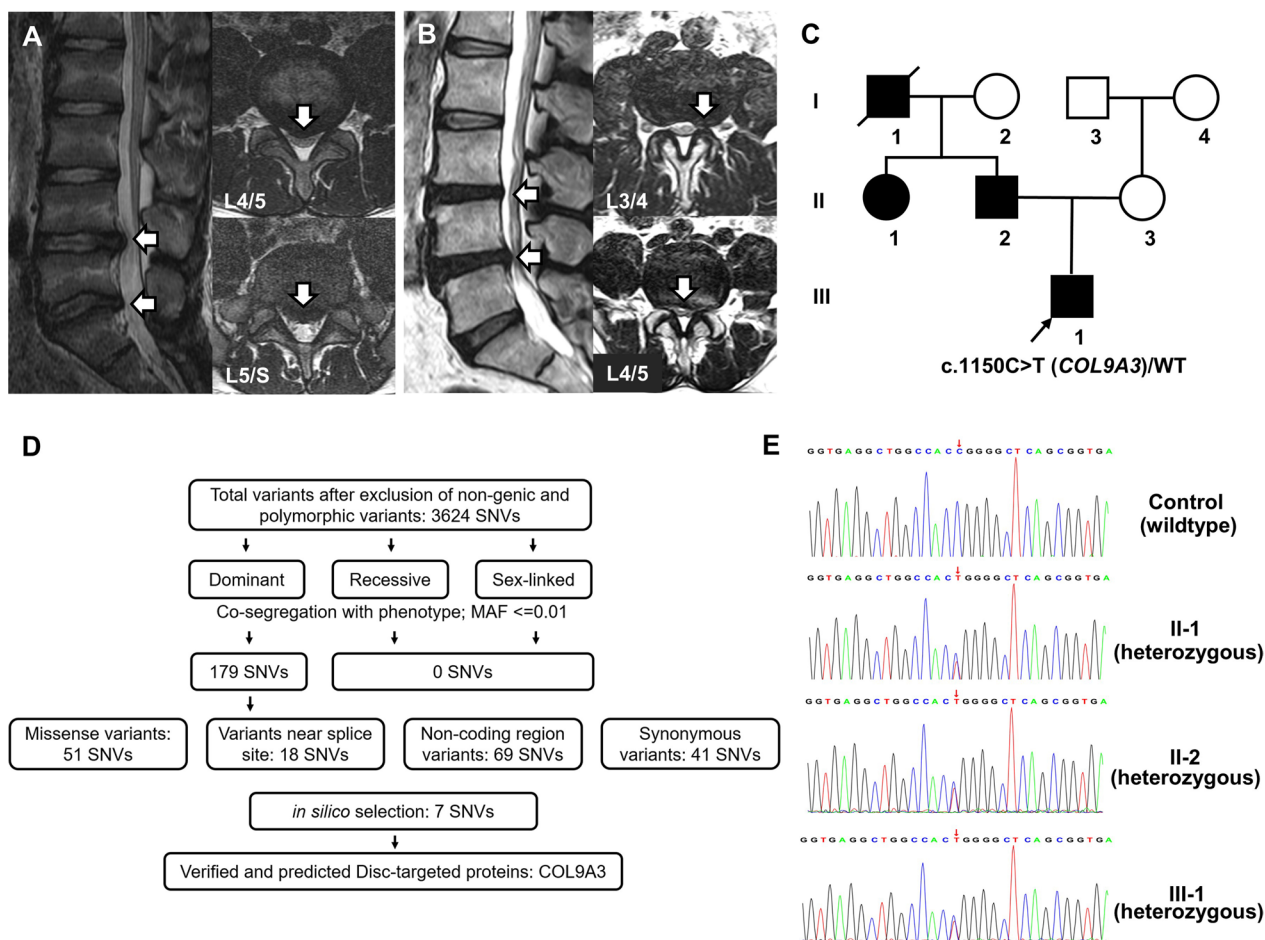 A
L4/5
L5/S
B
L3/4
L4/5
C
I
1
2
3
4
II
1
2
3
III
1
c.1150C>T (COL9A3)/WT
D
Total variants after exclusion of non-genic and
polymorphic variants: 3624 SNVs
Dominant
Recessive
Sex-linked
Co-segregation with phenotype; MAF <=0.01
179 SNVs
0 SNVs
Missense variants:
51 SNVs
Variants near splice
site: 18 SNVs
Non-coding region
variants: 69 SNVs
Synonymous
variants: 41 SNVs
in silico selection: 7 SNVs
Verified and predicted Disc-targeted proteins: COL9A3
E
GGTGAGGCTGGCCACCGGGGCTCAGCGGTGA
Control
(wildtype)
GGTGAGGCTGGCCACTGGGGCTCAGCGGTGA
II-1
(heterozygous)
GGTGAGGCTGGCCACTGGGGCTCAGCGGTGA
II-2
(heterozygous)
GGTGAGGCTGGCCACTGGGGCTCAGCGGTGA
III-1
(heterozygous)